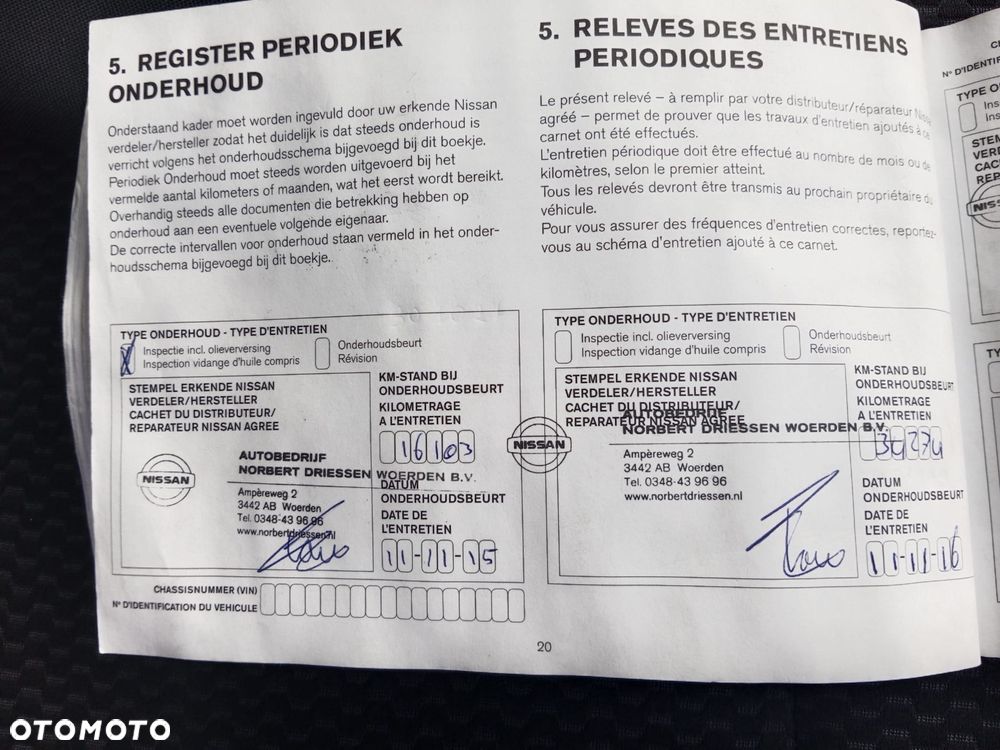 5. REGISTER PERIODIEK
ONDERHOUD
Onderstaand kader moet worden ingevuld door uw erkende Nissan
verdeler/hersteller zodat het duidelijk is dat steeds onderhoud is
verricht volgens het onderhoudsschema bijgevoegd bij dit boekje.
Periodiek Onderhoud moet steeds worden uitgevoerd bij het
vermelde aantal kilometers of maanden, wat het eerst wordt bereikt.
Overhandig steeds alle documenten die betrekking hebben op
onderhoud aan een eventuele volgende eigenaar.
De correcte intervallen voor onderhoud staan vermeld in het onder-
houdsschema bijgevoegd bij dit boekje.
TYPE ONDERHOUD - TYPE D'ENTRETIEN
Inspectie incl. olieverversing
Inspection vidange d'huile compris
Onderhoudsbeurt
Révision
STEMPEL ERKENDE NISSAN
VERDELER/HERSTELLER
CACHET DU DISTRIBUTEUR/
REPARATEUR NISSAN AGREE
KM-STAND BIJ
ONDERHOUDSBEURT
KILOMETRAGE
A L'ENTRETIEN
16103
NISSAN
AUTOBEDRIJF
NORBERT DRIESSEN WOERDEN B.V.
Ampèreweg 2
3442 AB Woerden
Tel. 0348-43 96 96
www.norbertdriessen.nl
DATUM
ONDERHOUDSBEURT
DATE DE
L'ENTRETIEN
11-11-15
CHASSISNUMMER (VIN)
N° D'IDENTIFICATION DU VEHICULE
5. RELEVES DES ENTRETIENS
PERIODIQUES
Le présent relevé – à remplir par votre distributeur/réparateur
agréé – permet de prouver que les travaux d'entretien ajoutés à ce
carnet ont été effectués.
L'entretien périodique doit être effectué au nombre de mois ou de
kilomètres, selon le premier atteint.
Tous les relevés devront être transmis au prochain propriétaire du
véhicule.
Pour vous assurer des fréquences d'entretien correctes, reportez-
vous au schéma d'entretien ajouté à ce carnet.
TYPE ONDERHOUD - TYPE D'ENTRETIEN
Inspectie incl. olieverversing
Inspection vidange d'huile compris
Onderhoudsbeurt
Révision
STEMPEL ERKENDE NISSAN
VERDELER/HERSTELLER
CACHET DU DISTRIBUTEUR/
REPARATEUR NISSAN AGREE
KM-STAND BIJ
ONDERHOUDSBEURT
KILOMETRAGE
A L'ENTRETIEN
34274
NISSAN
AUTOBEDRIJF
NORBERT DRIESSEN WOERDEN B.V.
Ampèreweg 2
3442 AB Woerden
Tel. 0348-43 96 96
www.norbertdriessen.nl
DATUM
ONDERHOUDSBEURT
DATE DE
L'ENTRETIEN
11-11-16
20
OTOMOTO